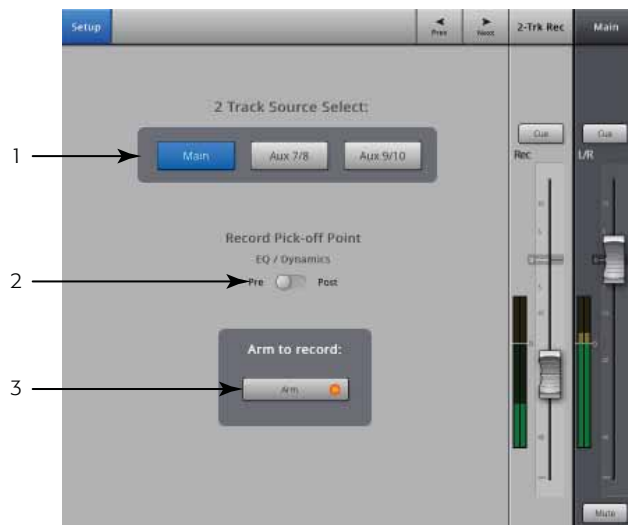 Setup
Prev
Next
2-Trk Rec
Main
2 Track Source Select:
1
Main
Aux 7/8
Aux 9/10
Cue
Cue
Rec
L/R
Record Pick-off Point
EQ / Dynamics
2
Pre
Post
Arm to record:
3
Arm
Mute